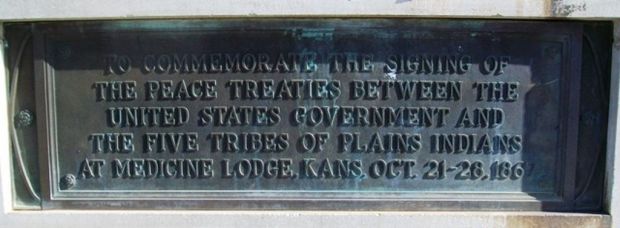 TO COMMEMORATE THE SIGNING OF
THE PEACE TREATIES BETWEEN THE
UNITED STATES GOVERNMENT AND
THE FIVE TRIBES OF PLAINS INDIANS
AT MEDICINE LODGE, KANS. OCT. 21-28, 1867